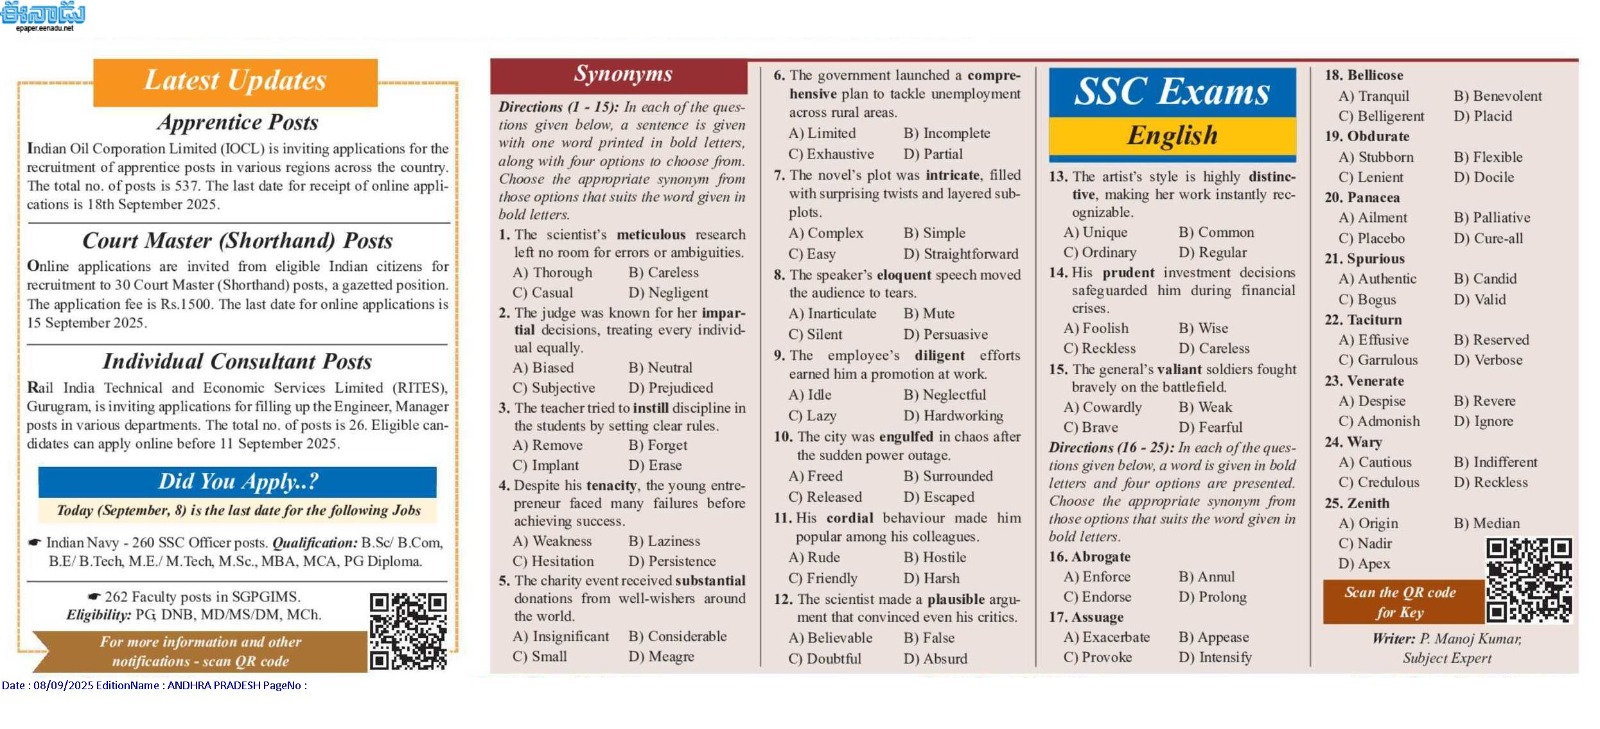 ఈనాడు
epaper.eenadu.net
Latest Updates
Apprentice Posts
Indian Oil Corporation Limited (IOCL) is inviting applications for the
recruitment of apprentice posts in various regions across the country.
The total no. of posts is 537. The last date for receipt of online appli-
cations is 18th September 2025.
Court Master (Shorthand) Posts
Online applications are invited from eligible Indian citizens for
recruitment to 30 Court Master (Shorthand) posts, a gazetted position.
The application fee is Rs.1500. The last date for online applications is
15 September 2025.
Individual Consultant Posts
Rail India Technical and Economic Services Limited (RITES),
Gurugram, is inviting applications for filling up the Engineer, Manager
posts in various departments. The total no. of posts is 26. Eligible can-
didates can apply online before 11 September 2025.
Did You Apply..?
Today (September, 8) is the last date for the following Jobs
☛ Indian Navy - 260 SSC Officer posts. Qualification: B.Sc/ B.Com,
B.E/ B.Tech, M.E./ M.Tech, M.Sc., MBA, MCA, PG Diploma.
☛ 262 Faculty posts in SGPGIMS.
Eligibility: PG, DNB, MD/MS/DM, MCh.
For more information and other
notifications - scan QR code
Synonyms
Directions (1 - 15): In each of the ques-
tions given below, a sentence is given
with one word printed in bold letters,
along with four options to choose from.
Choose the appropriate synonym from
those options that suits the word given in
bold letters.
1. The scientist's meticulous research
left no room for errors or ambiguities.
A) Thorough B) Careless
C) Casual D) Negligent
2. The judge was known for her impar-
tial decisions, treating every individ-
ual equally.
A) Biased B) Neutral
C) Subjective D) Prejudiced
3. The teacher tried to instill discipline in
the students by setting clear rules.
A) Remove B) Forget
C) Implant D) Erase
4. Despite his tenacity, the young entre-
preneur faced many failures before
achieving success.
A) Weakness B) Laziness
C) Hesitation D) Persistence
5. The charity event received substantial
donations from well-wishers around
the world.
A) Insignificant B) Considerable
C) Small D) Meagre
6. The government launched a compre-
hensive plan to tackle unemployment
across rural areas.
A) Limited B) Incomplete
C) Exhaustive D) Partial
7. The novel's plot was intricate, filled
with surprising twists and layered sub-
plots.
A) Complex B) Simple
C) Easy D) Straightforward
8. The speaker's eloquent speech moved
the audience to tears.
A) Inarticulate B) Mute
C) Silent D) Persuasive
9. The employee's diligent efforts
earned him a promotion at work.
A) Idle B) Neglectful
C) Lazy D) Hardworking
10. The city was engulfed in chaos after
the sudden power outage.
A) Freed B) Surrounded
C) Released D) Escaped
11. His cordial behaviour made him
popular among his colleagues.
A) Rude B) Hostile
C) Friendly D) Harsh
12. The scientist made a plausible argu-
ment that convinced even his critics.
A) Believable B) False
C) Doubtful D) Absurd
SSC Exams
English
13. The artist's style is highly distinc-
tive, making her work instantly rec-
ognizable.
A) Unique B) Common
C) Ordinary D) Regular
14. His prudent investment decisions
safeguarded him during financial
crises.
A) Foolish B) Wise
C) Reckless D) Careless
15. The general's valiant soldiers fought
bravely on the battlefield.
A) Cowardly B) Weak
C) Brave D) Fearful
Directions (16 - 25): In each of the ques-
tions given below, a word is given in bold
letters and four options are presented.
Choose the appropriate synonym from
those options that suits the word given in
bold letters.
16. Abrogate
A) Enforce B) Annul
C) Endorse D) Prolong
17. Assuage
A) Exacerbate B) Appease
C) Provoke D) Intensify
18. Bellicose
A) Tranquil B) Benevolent
C) Belligerent D) Placid
19. Obdurate
A) Stubborn B) Flexible
C) Lenient D) Docile
20. Panacea
A) Ailment B) Palliative
C) Placebo D) Cure-all
21. Spurious
A) Authentic B) Candid
C) Bogus D) Valid
22. Taciturn
A) Effusive B) Reserved
C) Garrulous D) Verbose
23. Venerate
A) Despise B) Revere
C) Admonish D) Ignore
24. Wary
A) Cautious B) Indifferent
C) Credulous D) Reckless
25. Zenith
A) Origin B) Median
C) Nadir
D) Apex
Scan the QR code
for Key
Writer: P. Manoj Kumar,
Subject Expert
Date : 08/09/2025 EditionName : ANDHRA PRADESH PageNo :